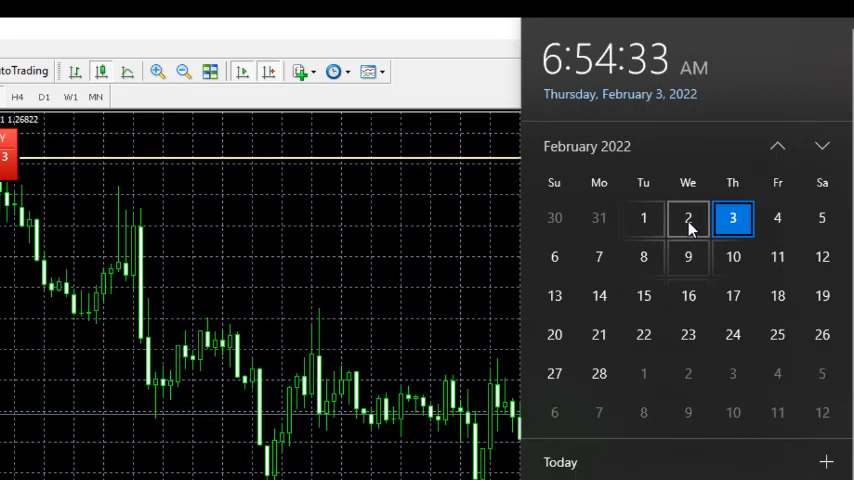 6:54:33 AM
Thursday, February 3, 2022
toTrading
H4 D1 W1 MN
1 1.26822
Y
3
February 2022
Su Mo Tu We Th Fr Sa
30 31 1 2 3 4 5
6 7 8 9 10 11 12
13 14 15 16 17 18 19
20 21 22 23 24 25 26
27 28 1 2 3 4 5
6 7 8 9 10 11 12
Today